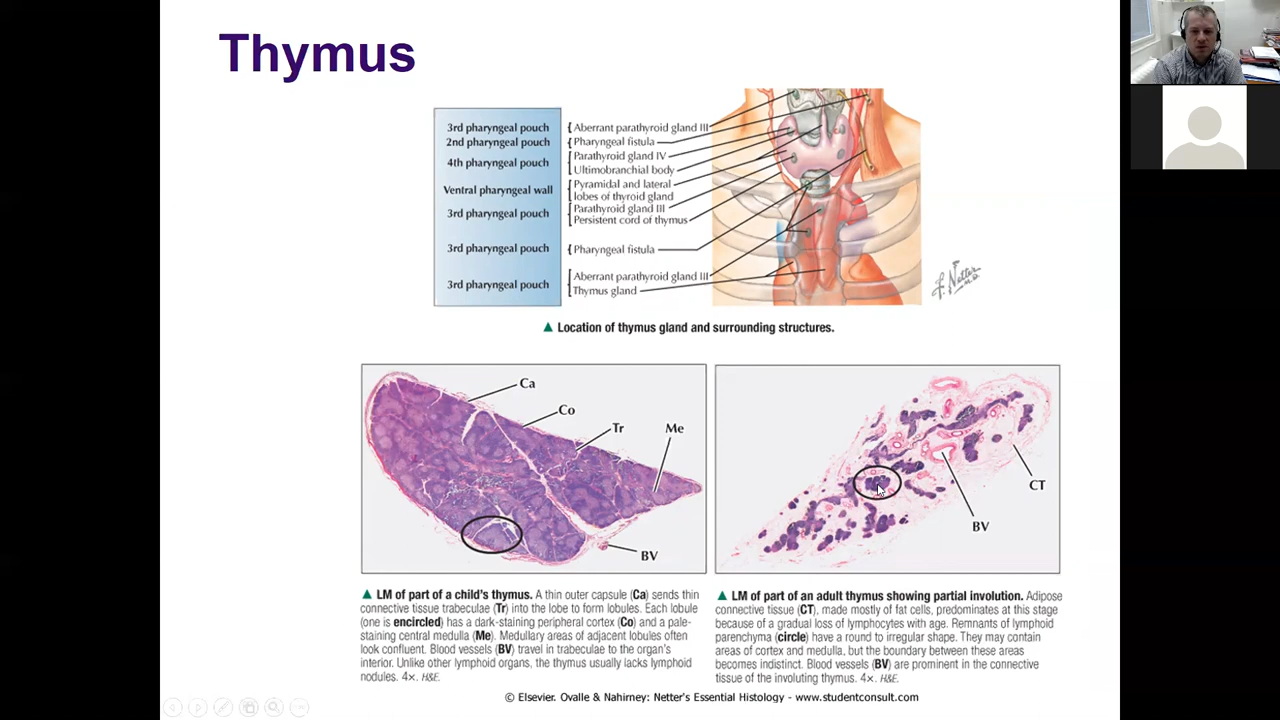 Thymus
3rd pharyngeal pouch
2nd pharyngeal pouch
4th pharyngeal pouch
Ventral pharyngeal wall
3rd pharyngeal pouch
3rd pharyngeal pouch
3rd pharyngeal pouch
Aberrant parathyroid gland III
Pharyngeal fistula
Parathyroid gland IV
Ultimobranchial body
Pyramidal and lateral
lobes of thyroid gland
Parathyroid gland III
Persistent cord of thymus
Pharyngeal fistula
Aberrant parathyroid gland III
Thymus gland
F. Netter
M.D.
▲ Location of thymus gland and surrounding structures.
Ca
Co
Tr
Me
BV
CT
BV
▲ LM of part of a child's thymus. A thin outer capsule (Ca) sends thin
connective tissue trabeculae (Tr) into the lobe to form lobules. Each lobule
(one is encircled) has a dark-staining peripheral cortex (Co) and a pale-
staining central medulla (Me). Medullary areas of adjacent lobules often
look confluent. Blood vessels (BV) travel in trabeculae to the organ's
interior. Unlike other lymphoid organs, the thymus usually lacks lymphoid
nodules. 4×. H&E.
▲ LM of part of an adult thymus showing partial involution. Adipose
connective tissue (CT), made mostly of fat cells, predominates at this stage
because of a gradual loss of lymphocytes with age. Remnants of lymphoid
parenchyma (circle) have a round to irregular shape. They may contain
areas of cortex and medulla, but the boundary between these areas
becomes indistinct. Blood vessels (BV) are prominent in the connective
tissue of the involuting thymus. 4×. H&E.
© Elsevier. Ovalle & Nahirney: Netter's Essential Histology - www.studentconsult.com